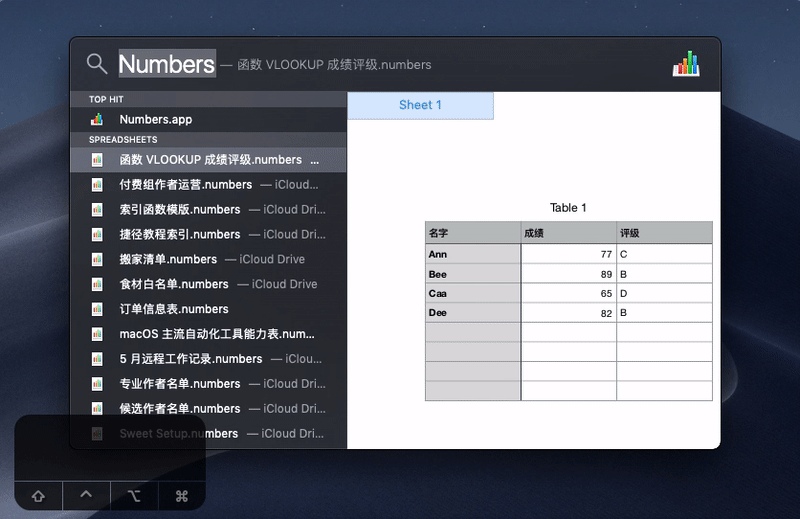 Numbers — 函数 VLOOKUP 成绩评级.numbers
TOP HIT
Numbers.app
SPREADSHEETS
函数 VLOOKUP 成绩评级.numbers ...
付费组作者运营.numbers — iCloud...
索引函数模版.numbers — iCloud Dri...
捷径教程索引.numbers — iCloud Dri...
搬家清单.numbers — iCloud Drive
食材白名单.numbers — iCloud Drive
订单信息表.numbers
macOS 主流自动化工具能力表.num...
5 月远程工作记录.numbers — iClou...
专业作者名单.numbers — iCloud Dri...
候选作者名单.numbers — iCloud Dri...
Sweet Setup.numbers — iCloud Dri...
Sheet 1
Table 1
名字 成绩 评级
Ann 77 C
Bee 89 B
Caa 65 D
Dee 82 B
⇧ ^ ⌥ ⌘